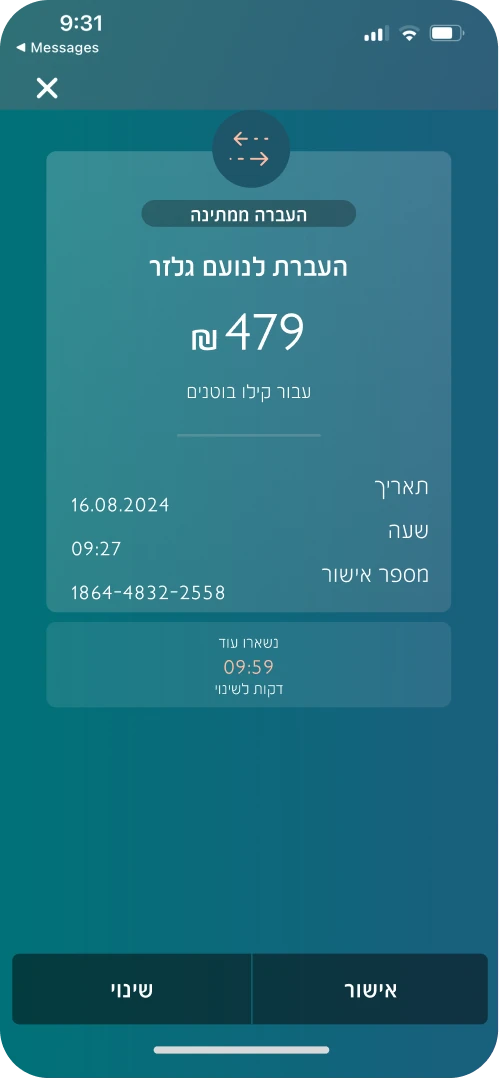 9:31
◀ Messages
העברה ממתינה
העברת לנועם גלזר
479 ₪
עבור קילו בוטנים
תאריך
16.08.2024
שעה
09:27
מספר אישור
1864-4832-2558
נשארו עוד
09:59
דקות לשינוי
אישור
שינוי